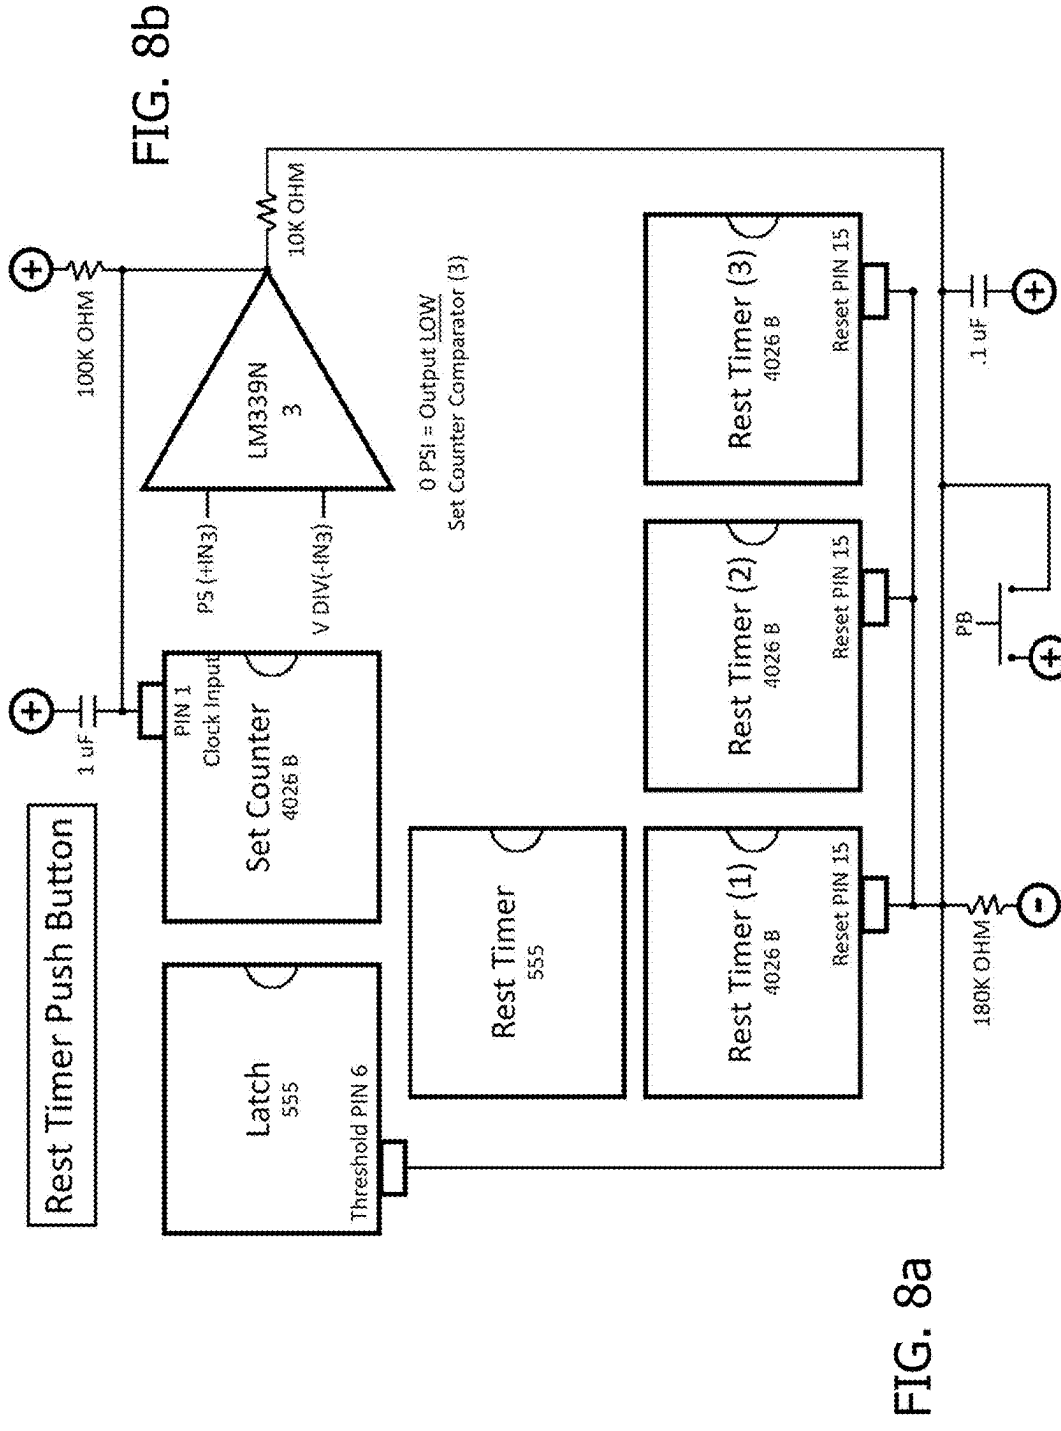 Rest Timer Push Button
FIG. 8b
+
1 uF
+
100K OHM
Latch
555
Threshold PIN 6
PIN 1
Clock Input
Set Counter
4026 B
PS (+IN3)
V DIV(-IN3)
LM339N
3
10K OHM
0 PSI = Output LOW
Set Counter Comparator (3)
Rest Timer
555
Rest Timer (1)
4026 B
Reset PIN 15
Rest Timer (2)
4026 B
Reset PIN 15
Rest Timer (3)
4026 B
Reset PIN 15
180K OHM
-
PB
+
.1 uF
+
FIG. 8a